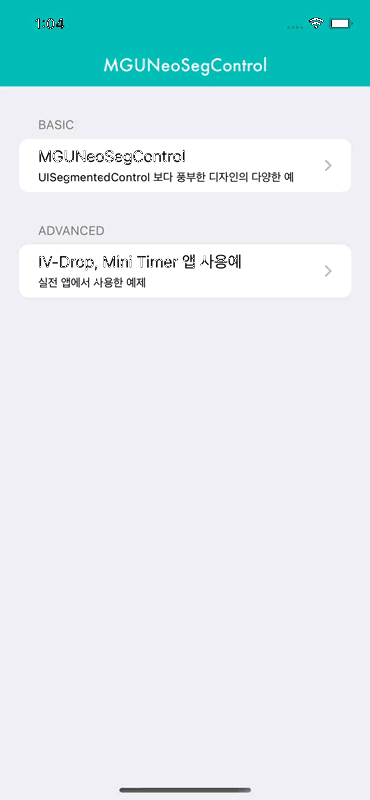 1:04
MGUNeoSegControl
BASIC
MGUNeoSegControl
UISegmentedControl 보다 풍부한 디자인의 다양한 예
ADVANCED
IV-Drop, Mini Timer 앱 사용예
실전 앱에서 사용한 예제